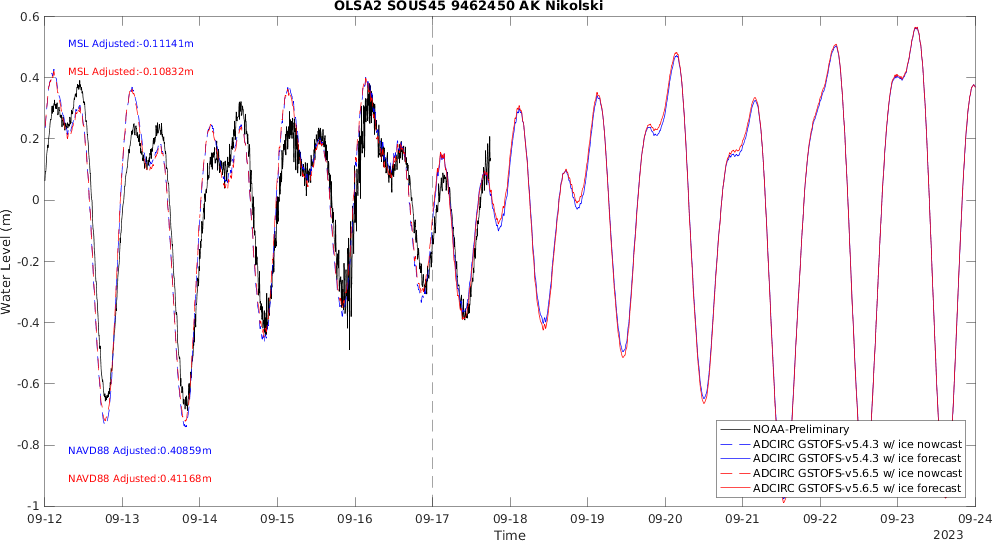 OLSA2 SOUS45 9462450 AK Nikolski
0.6
0.4
0.2
0
-0.2
-0.4
-0.6
-0.8
-1
Water Level (m)
MSL Adjusted:-0.11141m
MSL Adjusted:-0.10832m
NAVD88 Adjusted:0.40859m
NAVD88 Adjusted:0.41168m
NOAA-Preliminary
ADCIRC GSTOFS-v5.4.3 w/ ice nowcast
ADCIRC GSTOFS-v5.4.3 w/ ice forecast
ADCIRC GSTOFS-v5.6.5 w/ ice nowcast
ADCIRC GSTOFS-v5.6.5 w/ ice forecast
09-12 09-13 09-14 09-15 09-16 09-17 09-18 09-19 09-20 09-21 09-22 09-23 09-24
Time
2023